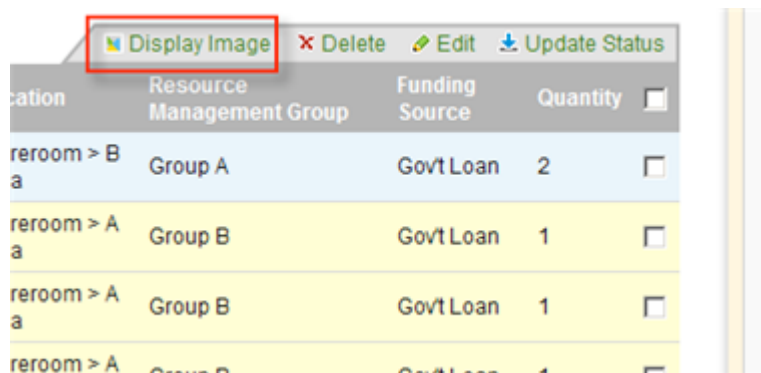 Display Image Delete Edit Update Status
cation Resource Management Group Funding Source Quantity
reroom > B
a Group A Gov't Loan 2
reroom > A
a Group B Gov't Loan 1
reroom > A
a Group B Gov't Loan 1
reroom > A